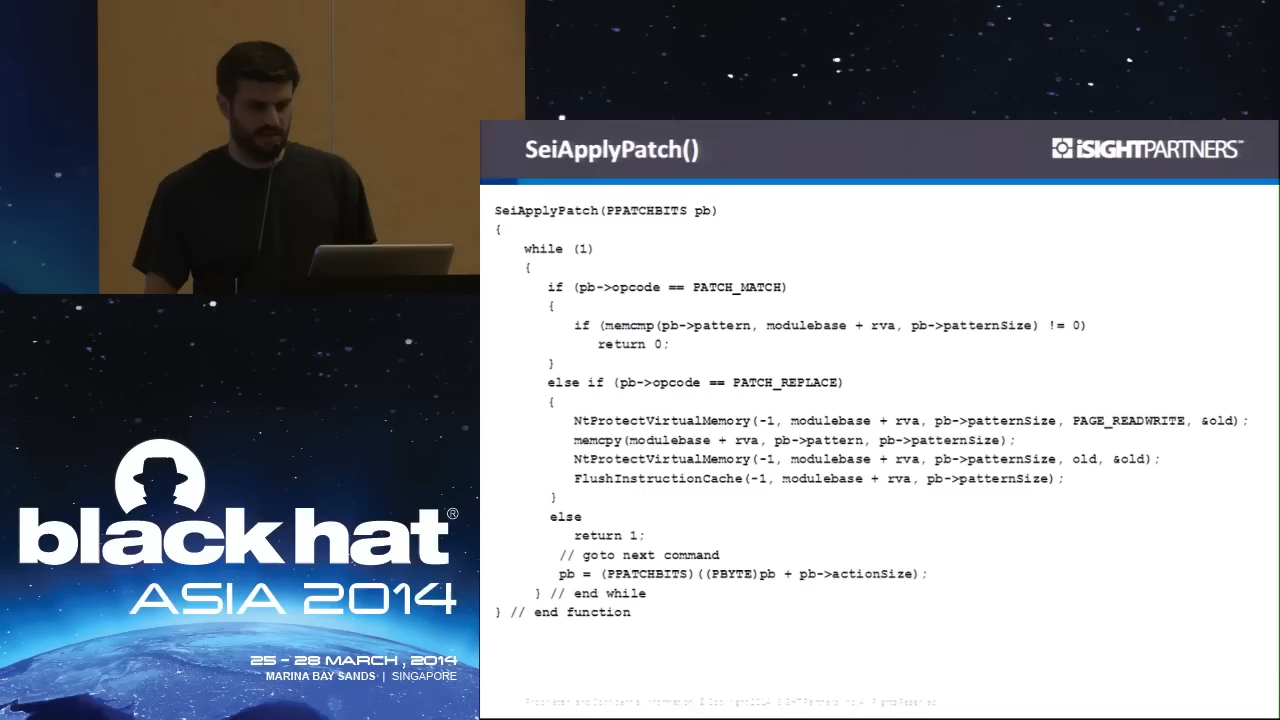 SeiApplyPatch()
iSIGHTPARTNERS
SeiApplyPatch(PPATCHBITS pb)
{
while (1)
{
if (pb->opcode == PATCH_MATCH)
{
if (memcmp(pb->pattern, modulebase + rva, pb->patternSize) != 0)
return 0;
}
else if (pb->opcode == PATCH_REPLACE)
{
NtProtectVirtualMemory(-1, modulebase + rva, pb->patternSize, PAGE_READWRITE, &old);
memcpy(modulebase + rva, pb->pattern, pb->patternSize);
NtProtectVirtualMemory(-1, modulebase + rva, pb->patternSize, old, &old);
FlushInstructionCache(-1, modulebase + rva, pb->patternSize);
}
else
return 1;
// goto next command
pb = (PPATCHBITS)((PBYTE)pb + pb->actionSize);
} // end while
} // end function
black hat®
ASIA 2014
25 - 28 MARCH, 2014
MARINA BAY SANDS | SINGAPORE